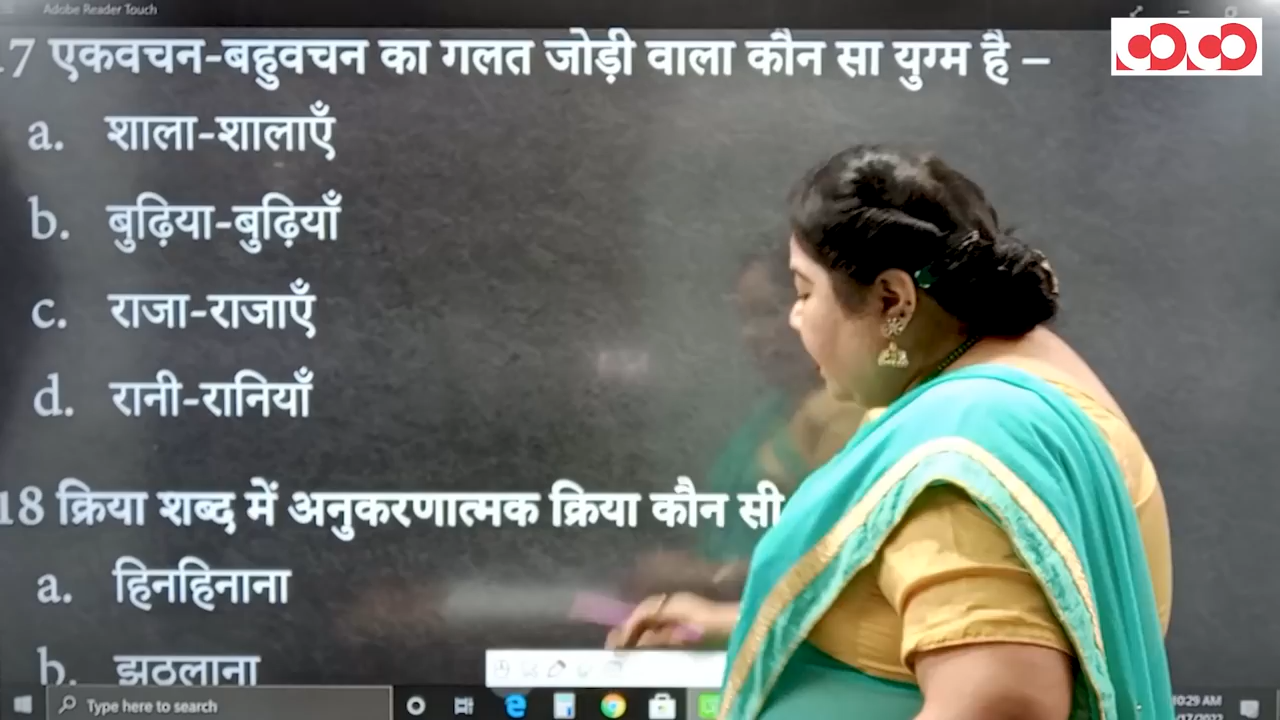 Adobe Reader Touch
.7 एकवचन-बहुवचन का गलत जोड़ी वाला कौन सा युग्म है –
a. शाला-शालाएँ
b. बुढ़िया-बुढ़ियाँ
c. राजा-राजाएँ
d. रानी-रानियाँ
18 क्रिया शब्द में अनुकरणात्मक क्रिया कौन सी
a. हिनहिनाना
b. झुठलाना
Type here to search
10:29 AM